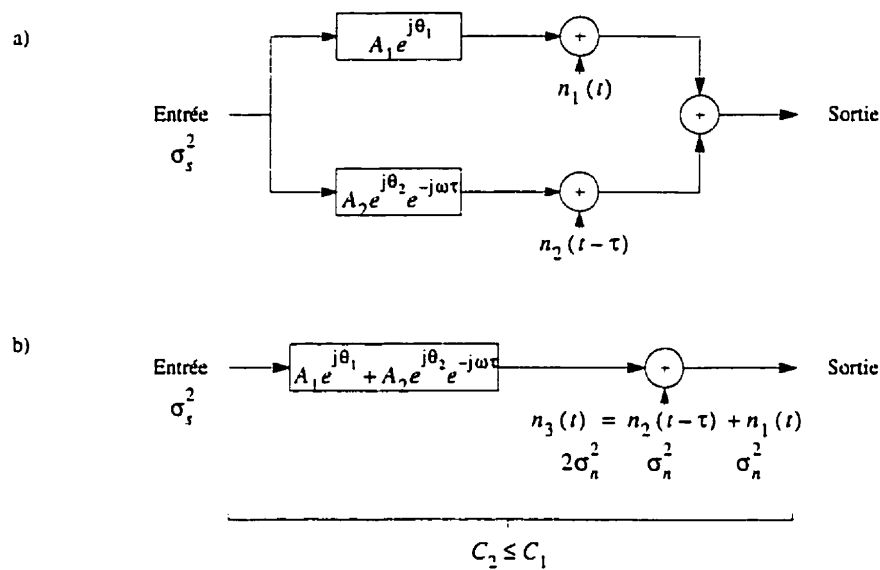 a)
A₁e^{jθ₁}
+
n₁(t)
Entrée
σ_s²
+
Sortie
A₂e^{jθ₂}e^{-jωτ}
+
n₂(t-τ)
b)
Entrée
σ_s²
A₁e^{jθ₁} + A₂e^{jθ₂}e^{-jωτ}
+
Sortie
n₃(t) = n₂(t-τ) + n₁(t)
2σ_n² σ_n² σ_n²
C₂ ≤ C₁